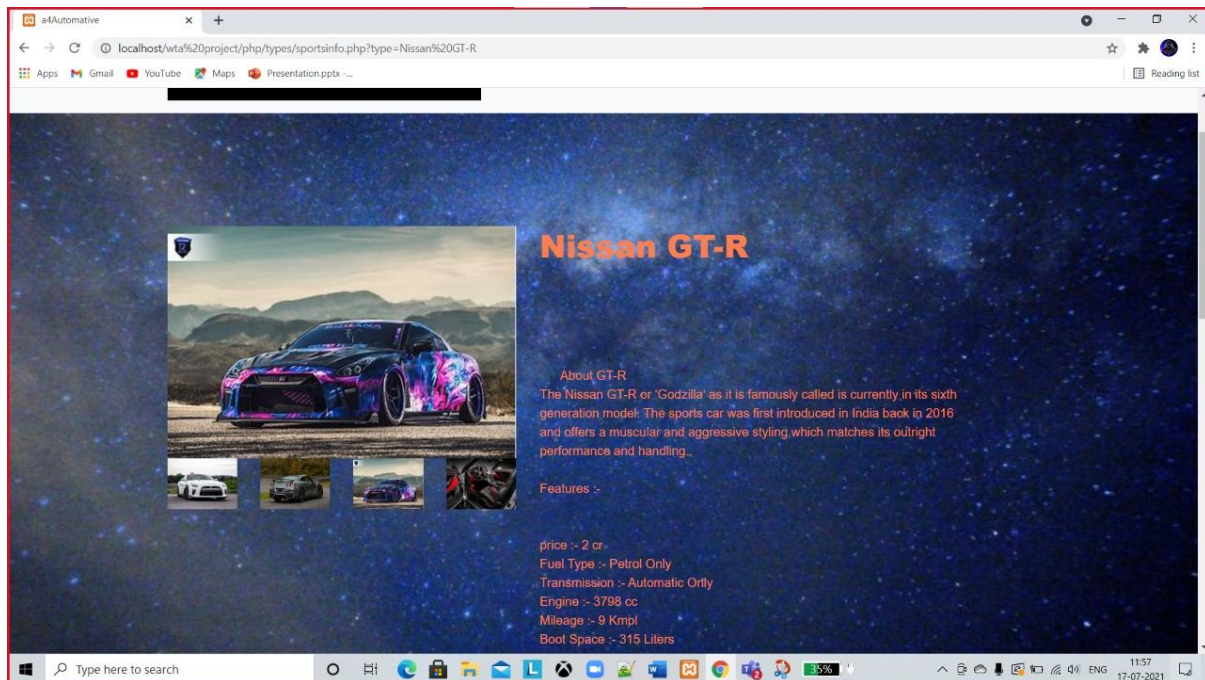 a4Automative
localhost/wta%20project/php/types/sportsinfo.php?type=Nissan%20GT-R
Apps Gmail YouTube Maps Presentation.pptx -... Reading list
Nissan GT-R
About GT-R
The Nissan GT-R or 'Godzilla' as it is famously called is currently in its sixth
generation model. The sports car was first introduced in India back in 2016
and offers a muscular and aggressive styling which matches its outright
performance and handling..
Features :-
price :- 2 cr
Fuel Type :- Petrol Only
Transmission :- Automatic Only
Engine :- 3798 cc
Mileage :- 9 Kmpl
Boot Space :- 315 Liters
Type here to search 35% ENG 11:57
17-07-2021